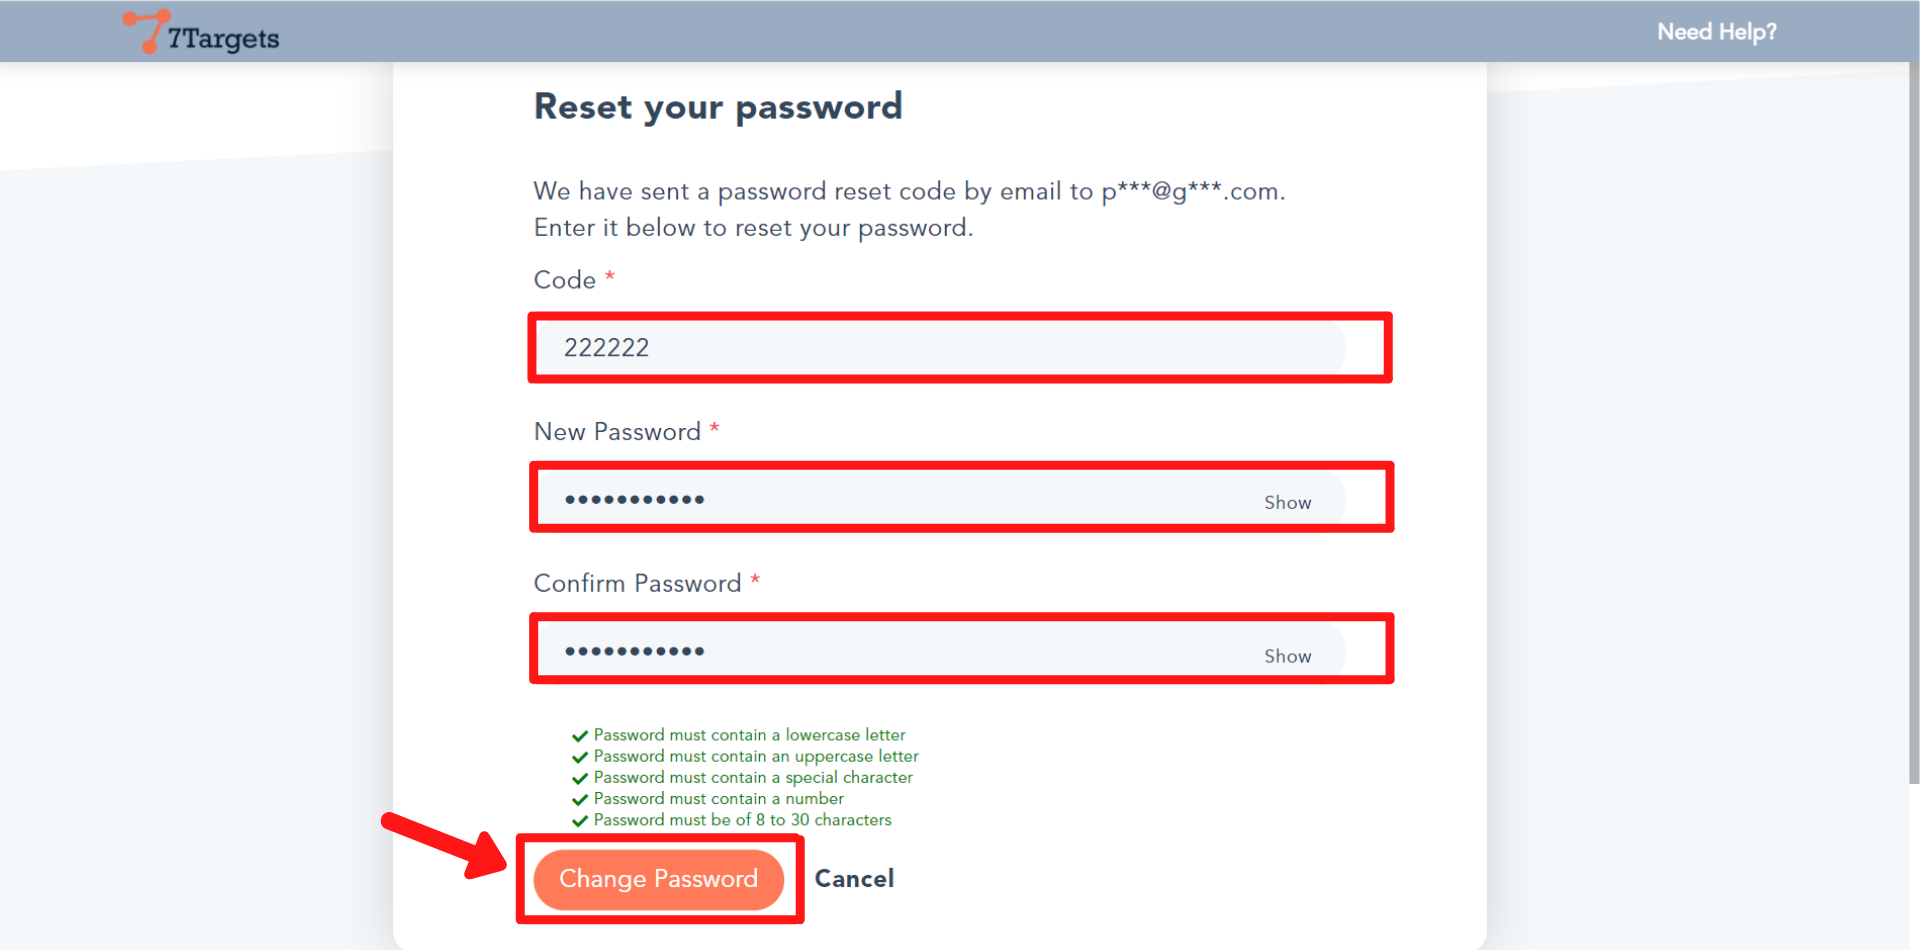 7Targets
Need Help?
Reset your password
We have sent a password reset code by email to p***@g***.com.
Enter it below to reset your password.
Code *
222222
New Password *
••••••••••• Show
Confirm Password *
••••••••••• Show
Password must contain a lowercase letter
Password must contain an uppercase letter
Password must contain a special character
Password must contain a number
Password must be of 8 to 30 characters
Change Password Cancel